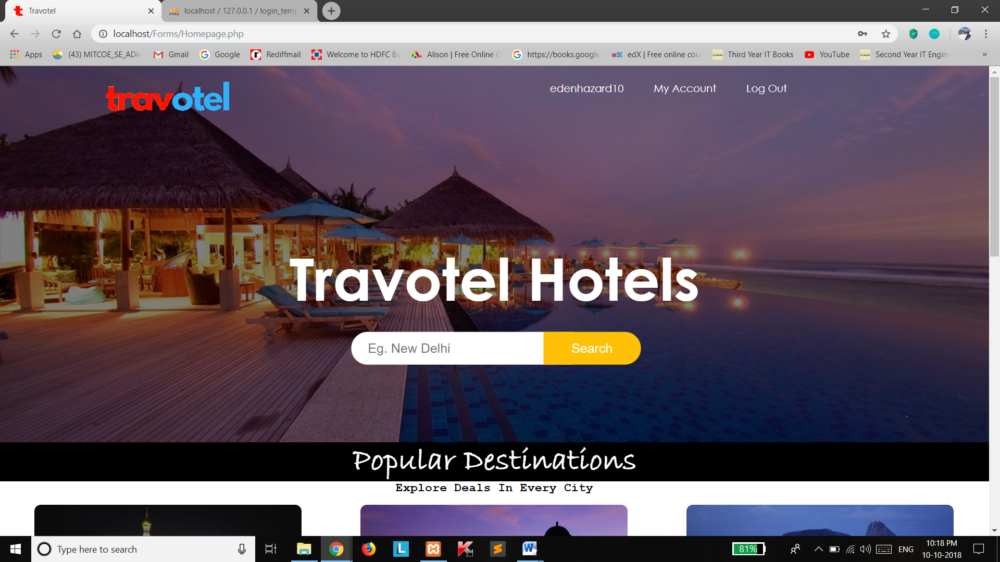 Travotel
localhost / 127.0.0.1 / login_temp
localhost/Forms/Homepage.php
Apps
(43) MITCOE_SE_ADiv
Gmail
Google
Rediffmail
Welcome to HDFC Ba
Alison | Free Online C
https://books.google
edX | Free online cou
Third Year IT Books
YouTube
Second Year IT Engin
»
travotel
edenhazard10
My Account
Log Out
Travotel Hotels
Eg. New Delhi
Search
Popular Destinations
Explore Deals In Every City
Type here to search
81%
ENG
10:18 PM
10-10-2018